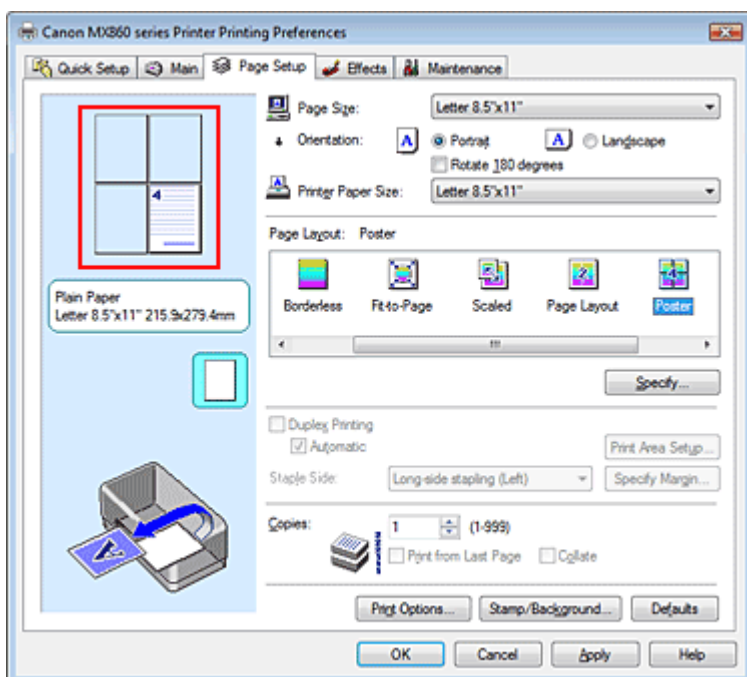 Canon MX860 series Printer Printing Preferences
Quick Setup Main Page Setup Effects Maintenance
4
Plain Paper
Letter 8.5"x11" 215.9x279.4mm
Page Size: Letter 8.5"x11"
Orientation: A Portrait A Landscape
Rotate 180 degrees
Printer Paper Size: Letter 8.5"x11"
Page Layout: Poster
Borderless Fit-to-Page Scaled Page Layout Poster
Specify...
Duplex Printing
Automatic Print Area Setup...
Staple Side: Long-side stapling (Left) Specify Margin...
Copies: 1 (1-999)
Print from Last Page Collate
Print Options... Stamp/Background... Defaults
OK Cancel Apply Help